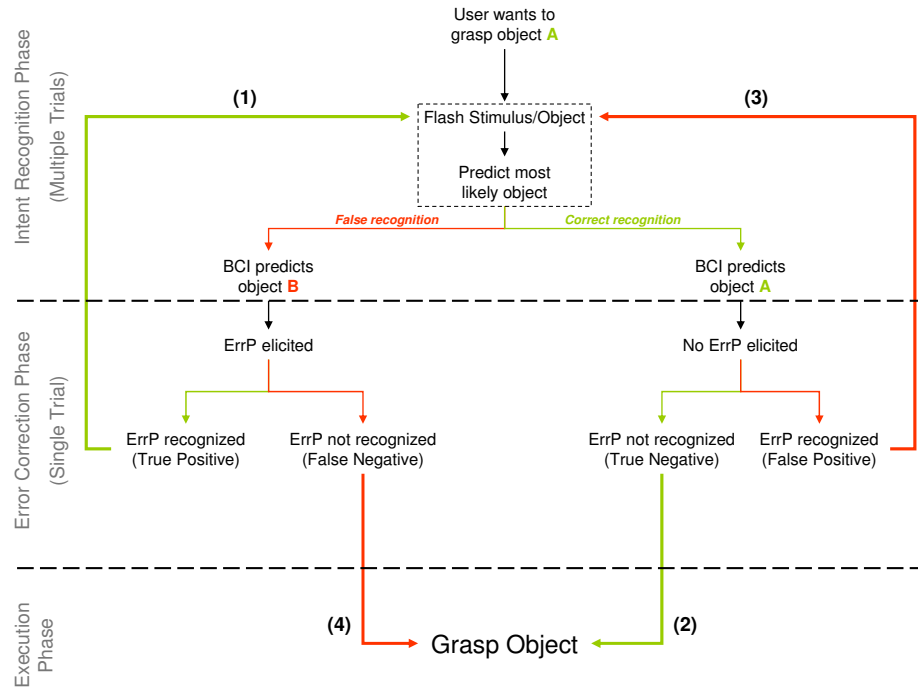 User wants to
grasp object A
Intent Recognition Phase
(Multiple Trials)
(1)
(3)
Flash Stimulus/Object
Predict most
likely object
False recognition
Correct recognition
BCI predicts
object B
BCI predicts
object A
Error Correction Phase
(Single Trial)
ErrP elicited
No ErrP elicited
ErrP recognized
(True Positive)
ErrP not recognized
(False Negative)
ErrP not recognized
(True Negative)
ErrP recognized
(False Positive)
Execution
Phase
(4)
Grasp Object
(2)